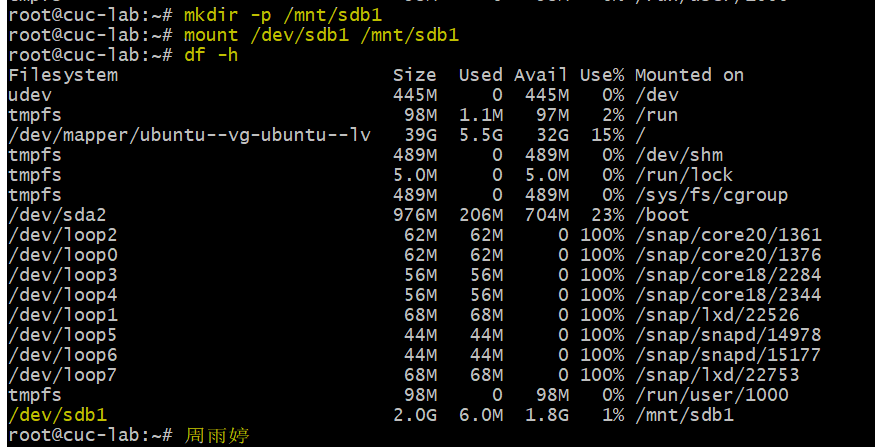 root@cuc-lab:~# mkdir -p /mnt/sdb1
root@cuc-lab:~# mount /dev/sdb1 /mnt/sdb1
root@cuc-lab:~# df -h
Filesystem                         Size  Used Avail Use% Mounted on
udev                               445M     0  445M   0% /dev
tmpfs                               98M  1.1M   97M   2% /run
/dev/mapper/ubuntu--vg-ubuntu--lv   39G  5.5G   32G  15% /
tmpfs                              489M     0  489M   0% /dev/shm
tmpfs                              5.0M     0  5.0M   0% /run/lock
tmpfs                              489M     0  489M   0% /sys/fs/cgroup
/dev/sda2                          976M  206M  704M  23% /boot
/dev/loop2                          62M   62M     0 100% /snap/core20/1361
/dev/loop0                          62M   62M     0 100% /snap/core20/1376
/dev/loop3                          56M   56M     0 100% /snap/core18/2284
/dev/loop4                          56M   56M     0 100% /snap/core18/2344
/dev/loop1                          68M   68M     0 100% /snap/lxd/22526
/dev/loop5                          44M   44M     0 100% /snap/snapd/14978
/dev/loop6                          44M   44M     0 100% /snap/snapd/15177
/dev/loop7                          68M   68M     0 100% /snap/lxd/22753
tmpfs                               98M     0   98M   0% /run/user/1000
/dev/sdb1                          2.0G  6.0M  1.8G   1% /mnt/sdb1
root@cuc-lab:~# 周雨婷